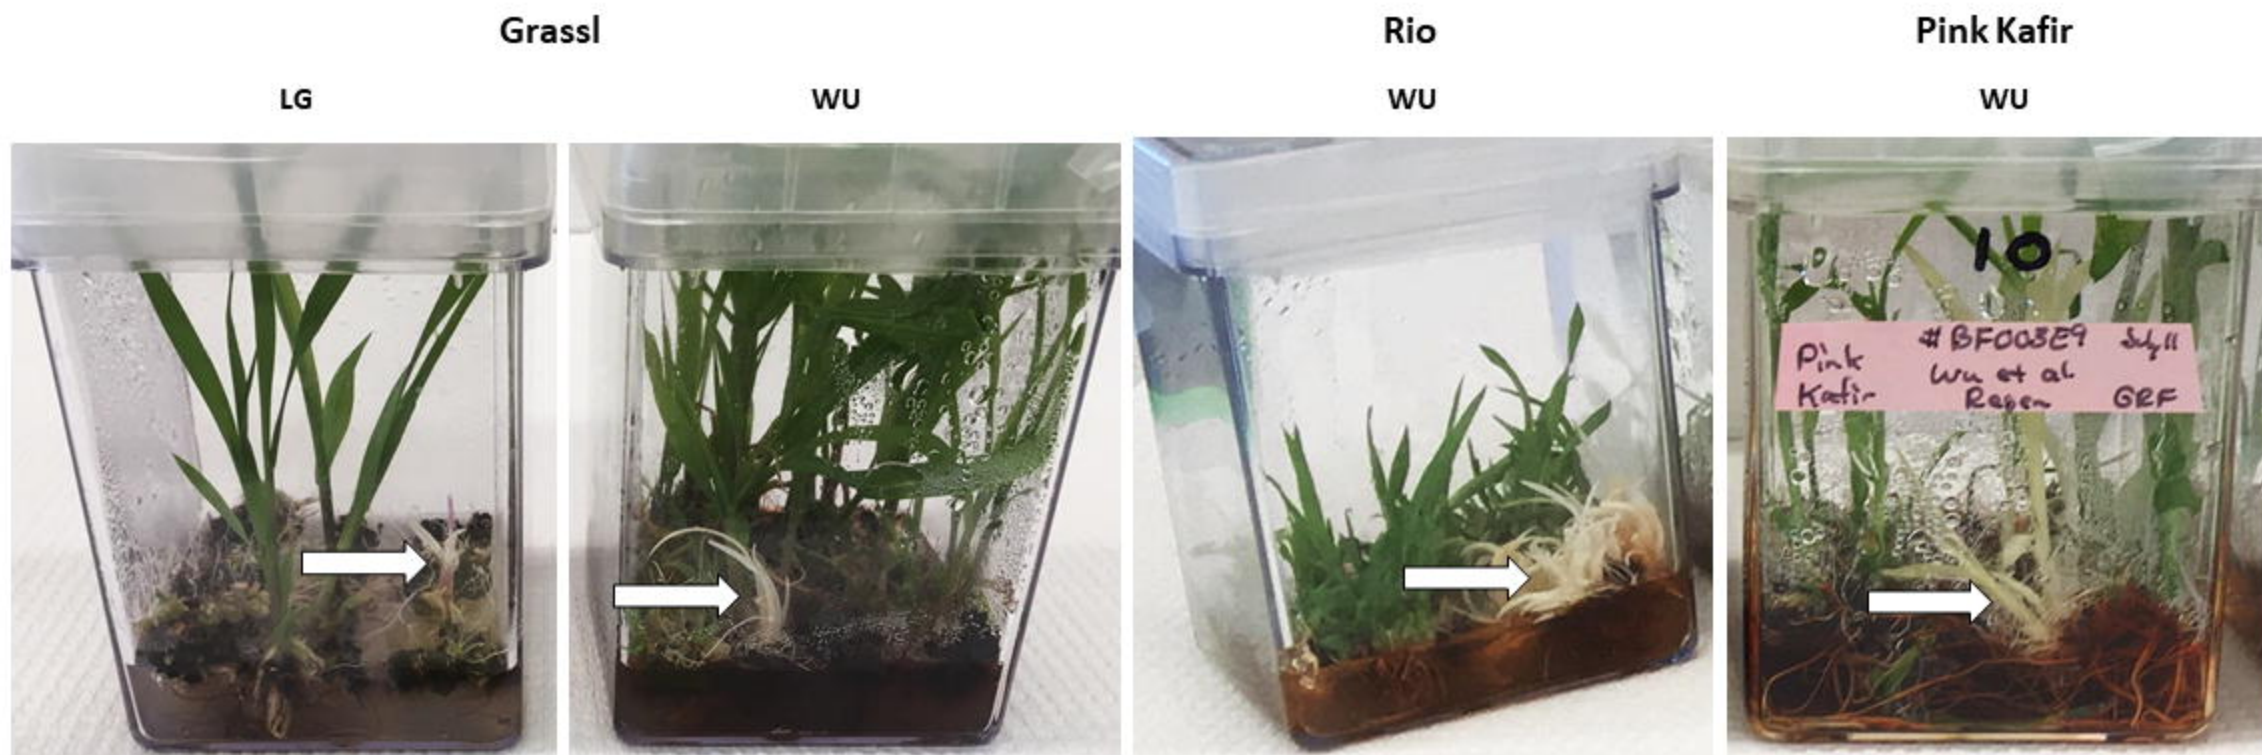 Grassl
Rio
Pink Kafir
LG
WU
WU
WU
10
# BF003E9 July 11
Pink Wu et al.
Kafir Regen GRF